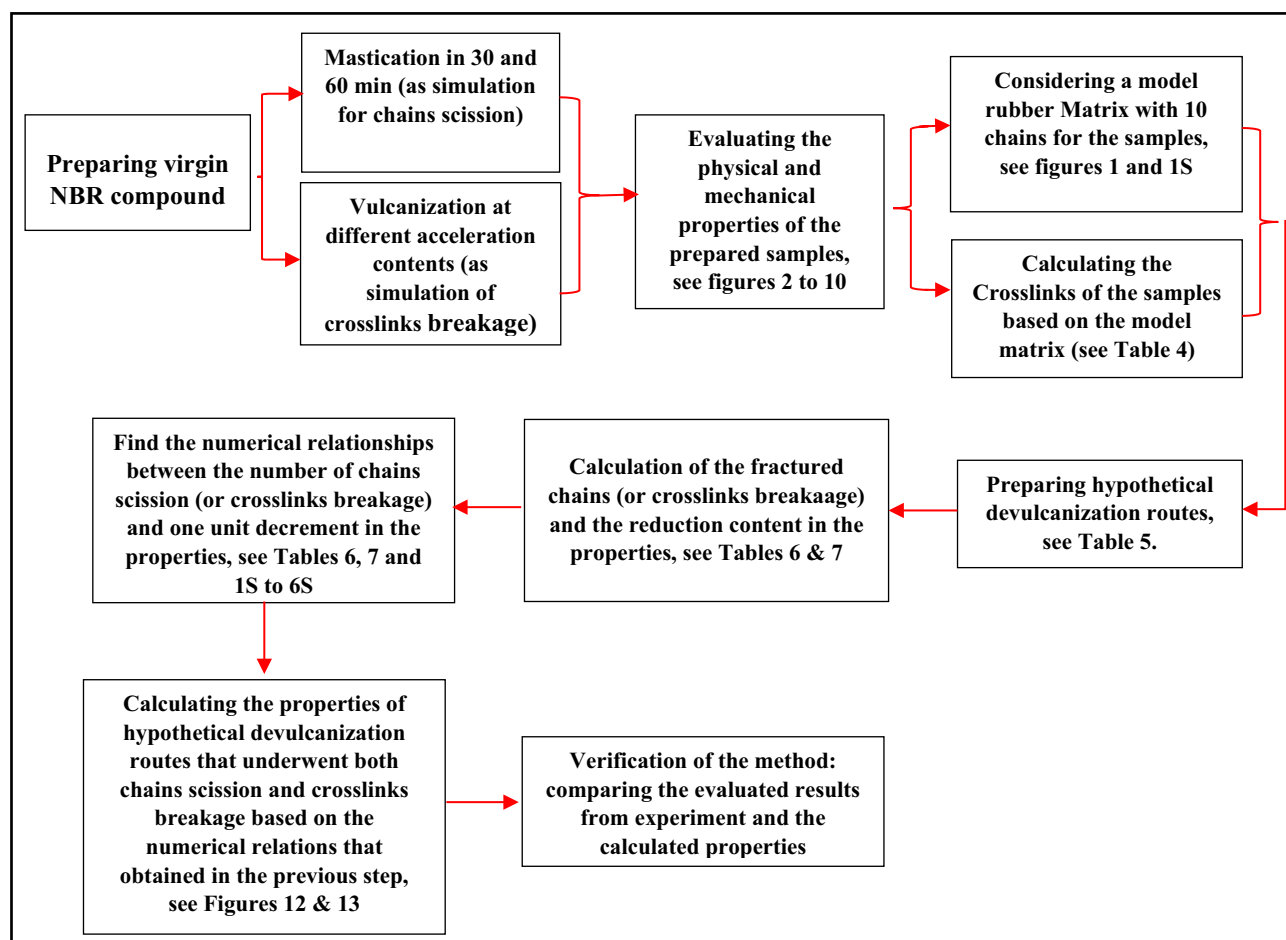 Preparing virgin
NBR compound
Mastication in 30 and
60 min (as simulation
for chains scission)
Vulcanization at
different acceleration
contents (as
simulation of
crosslinks breakage)
Evaluating the
physical and
mechanical
properties of the
prepared samples,
see figures 2 to 10
Considering a model
rubber Matrix with 10
chains for the samples,
see figures 1 and 1S
Calculating the
Crosslinks of the samples
based on the model
matrix (see Table 4)
Preparing hypothetical
devulcanization routes,
see Table 5.
Calculation of the fractured
chains (or crosslinks breakaage)
and the reduction content in the
properties, see Tables 6 & 7
Find the numerical relationships
between the number of chains
scission (or crosslinks breakage)
and one unit decrement in the
properties, see Tables 6, 7 and
1S to 6S
Calculating the properties of
hypothetical devulcanization
routes that underwent both
chains scission and crosslinks
breakage based on the
numerical relations that
obtained in the previous step,
see Figures 12 & 13
Verification of the method:
comparing the evaluated results
from experiment and the
calculated properties